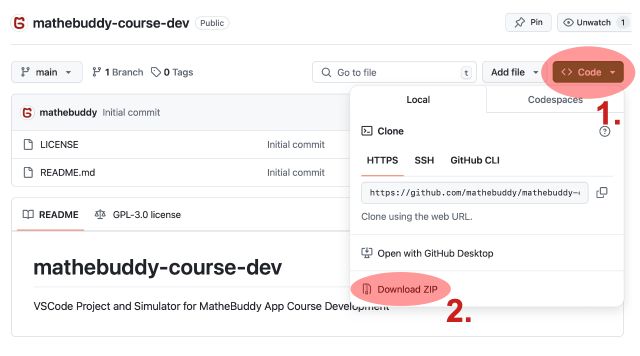 mathebuddy-course-dev Public Pin Unwatch 1
main 1 Branch 0 Tags Go to file t Add file Code
1.
mathebuddy Initial commit
LICENSE Initial commit
README.md Initial commit
Local Codespaces
Clone
HTTPS SSH GitHub CLI
https://github.com/mathebuddy/mathebuddy-
Clone using the web URL.
Open with GitHub Desktop
Download ZIP
2.
README GPL-3.0 license
mathebuddy-course-dev
VSCode Project and Simulator for MatheBuddy App Course Development